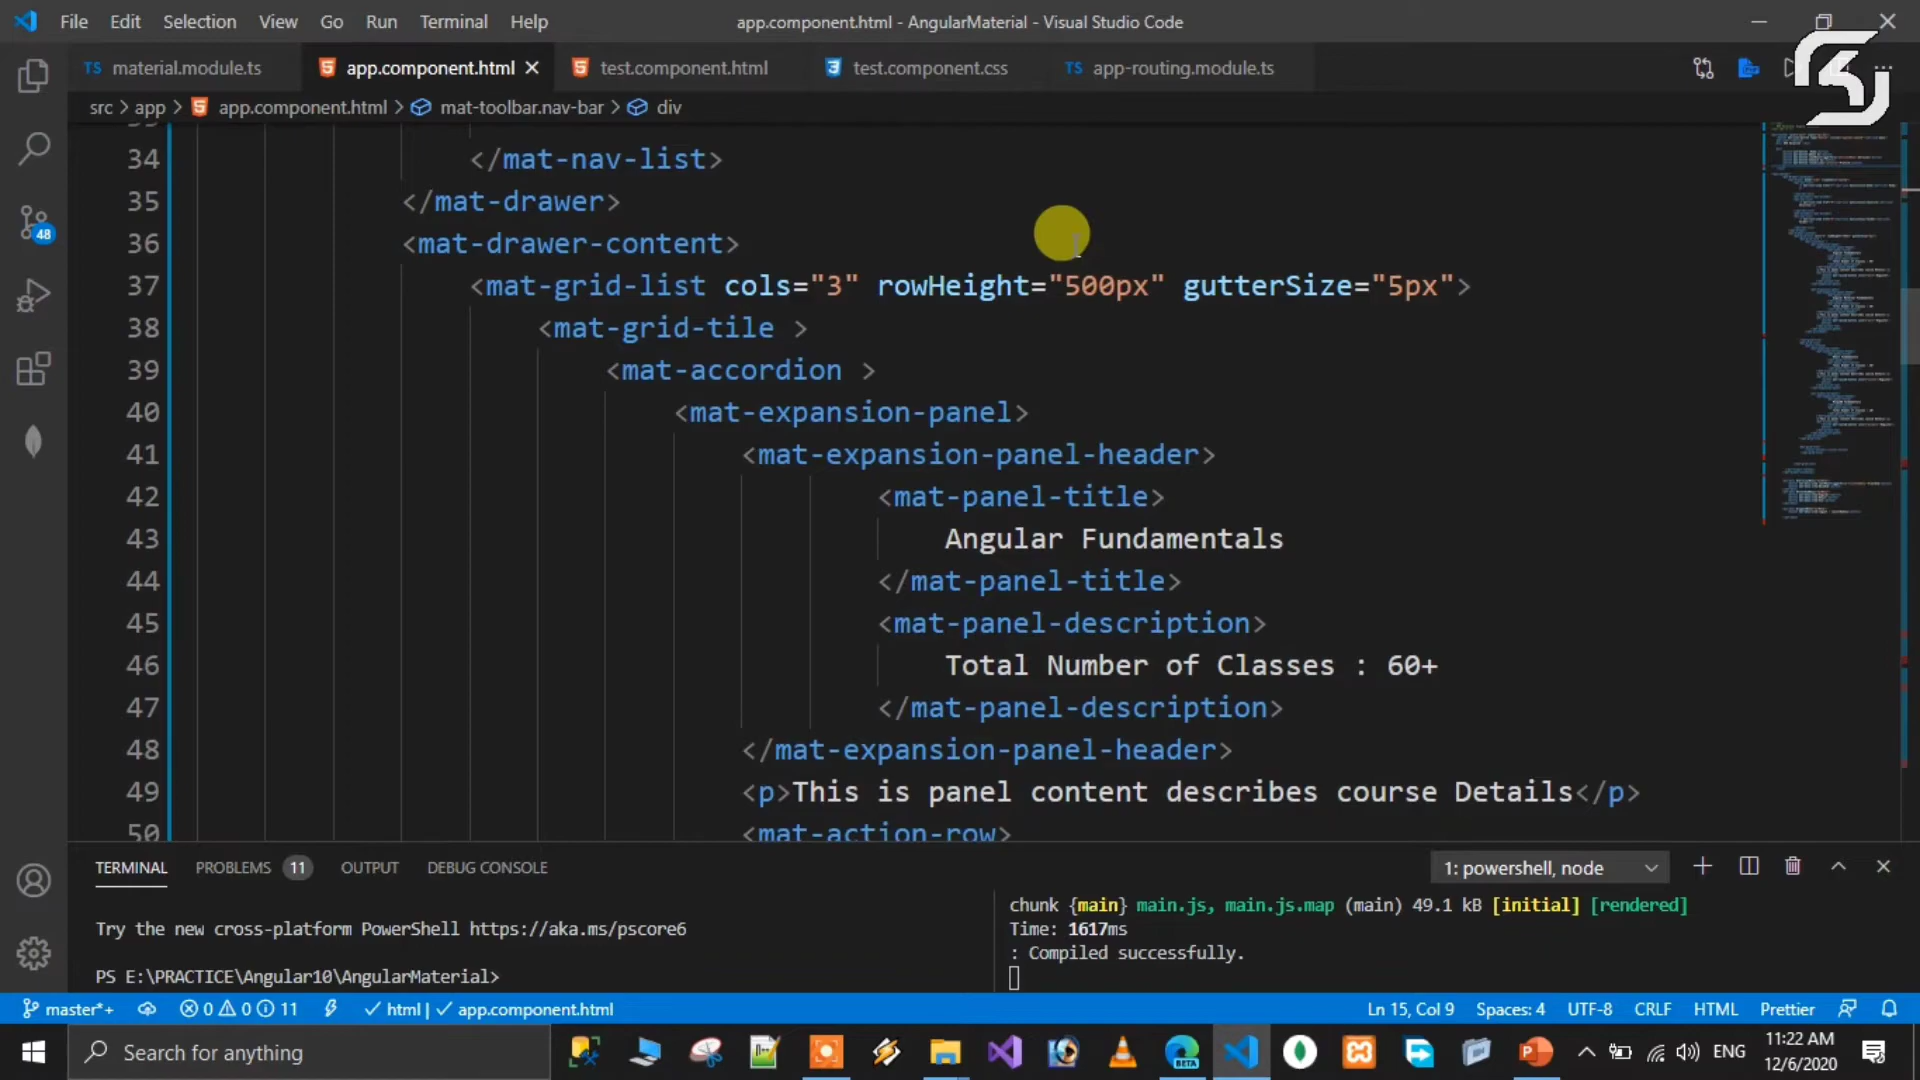 File Edit Selection View Go Run Terminal Help
app.component.html - AngularMaterial - Visual Studio Code
TS material.module.ts
app.component.html
test.component.html
test.component.css
TS app-routing.module.ts
src > app > app.component.html > mat-toolbar.nav-bar > div
34 </mat-nav-list>
35 </mat-drawer>
36 <mat-drawer-content>
37 <mat-grid-list cols="3" rowHeight="500px" gutterSize="5px">
38 <mat-grid-tile >
39 <mat-accordion >
40 <mat-expansion-panel>
41 <mat-expansion-panel-header>
42 <mat-panel-title>
43 Angular Fundamentals
44 </mat-panel-title>
45 <mat-panel-description>
46 Total Number of Classes : 60+
47 </mat-panel-description>
48 </mat-expansion-panel-header>
49 <p>This is panel content describes course Details</p>
50 <mat-action-row>
48
TERMINAL PROBLEMS 11 OUTPUT DEBUG CONSOLE
1: powershell, node
Try the new cross-platform PowerShell https://aka.ms/pscore6
PS E:\PRACTICE\Angular10\AngularMaterial>
chunk {main} main.js, main.js.map (main) 49.1 kB [initial] [rendered]
Time: 1617ms
: Compiled successfully.
master*+ 0 0 11 html | app.component.html
Ln 15, Col 9 Spaces: 4 UTF-8 CRLF HTML Prettier
Search for anything
BETA
ENG
11:22 AM
12/6/2020